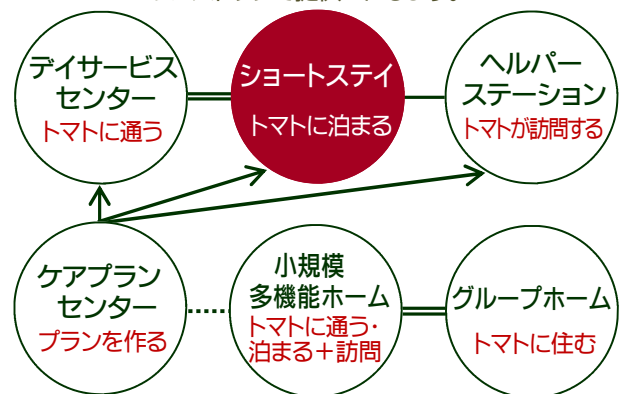 デイサービス
センター
トマトに通う
ショートステイ
トマトに泊まる
ヘルパー
ステーション
トマトが訪問する
ケアプラン
センター
プランを作る
小規模
多機能ホーム
トマトに通う・
泊まる＋訪問
グループホーム
トマトに住む